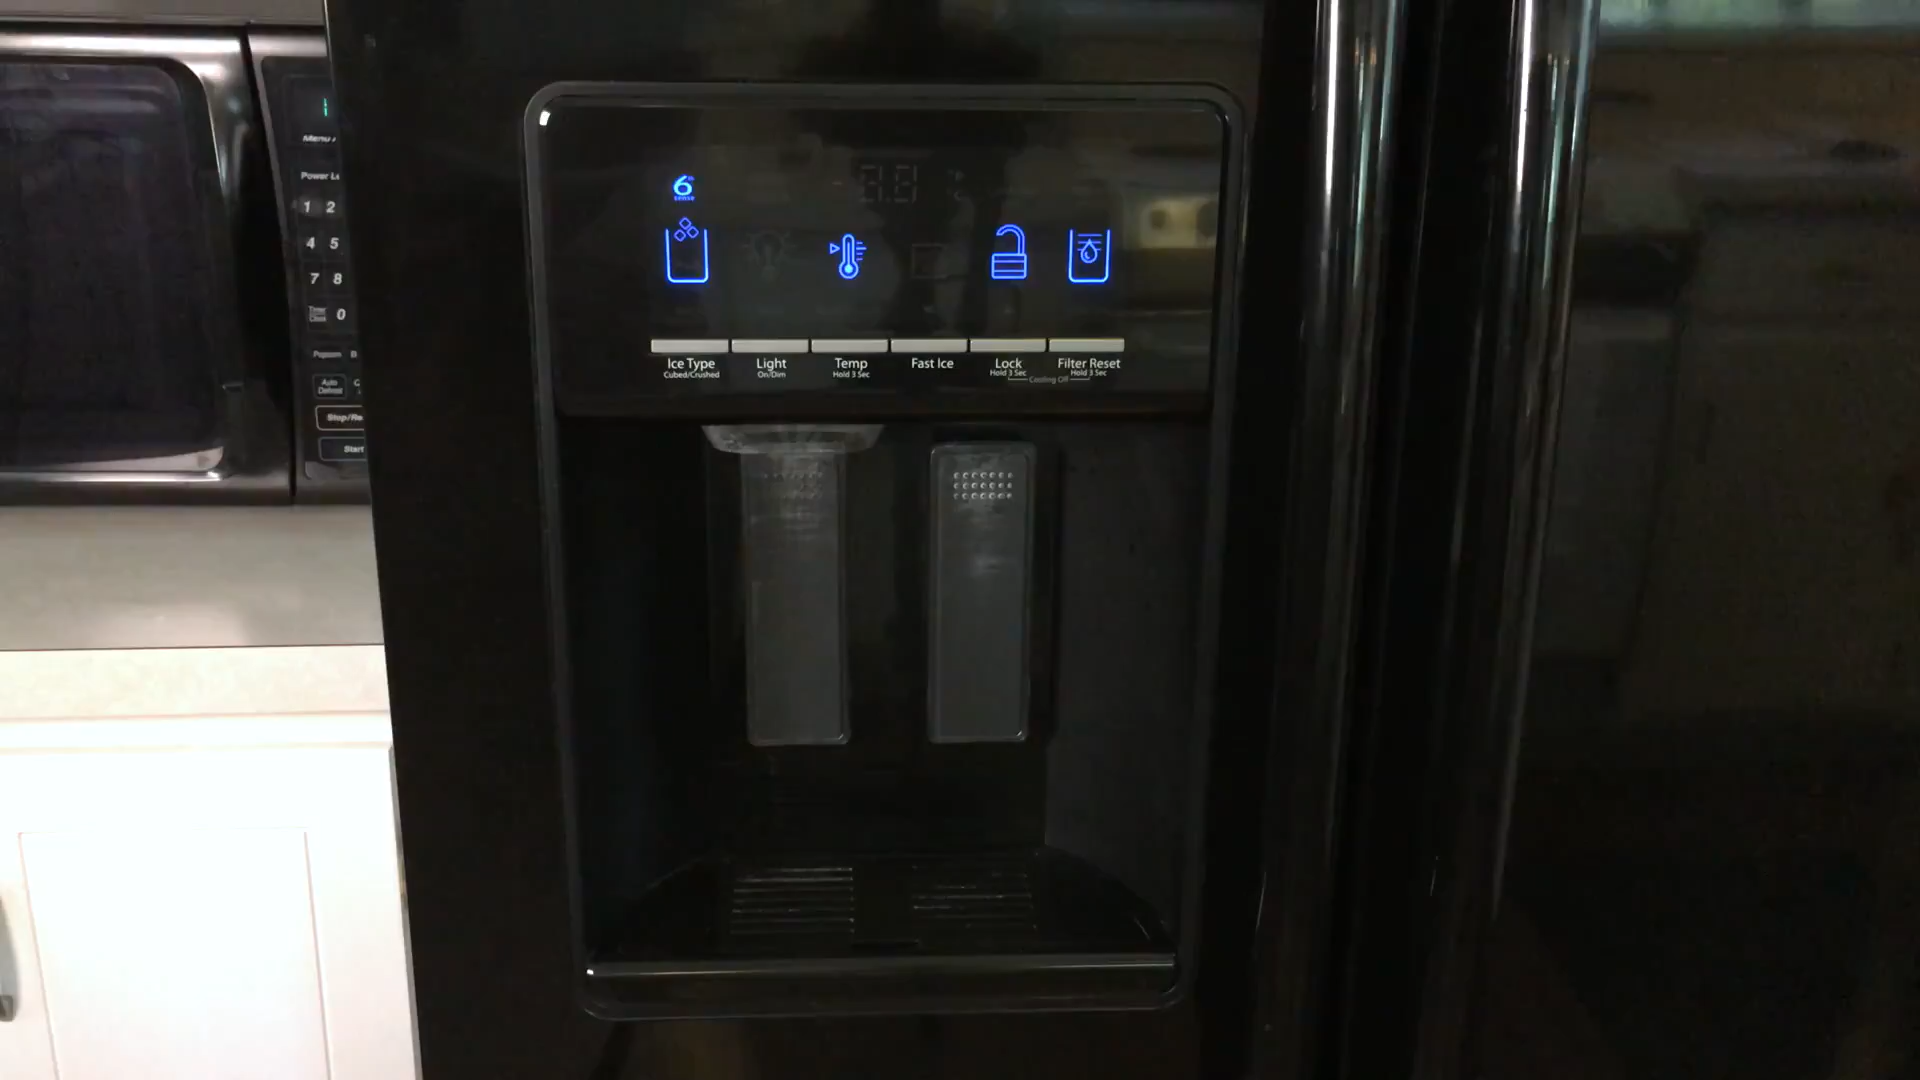 6th
sense
Ice Type
Cubed/Crushed
Light
On/Dim
Temp
Hold 3 Sec
Fast Ice
Lock
Hold 3 Sec
Filter Reset
Hold 3 Sec
Cooling Off
Menu
Power
1 2
4 5
7 8
Timer
Clock
0
Popcorn
Auto
Defrost
Stop/Re
Start